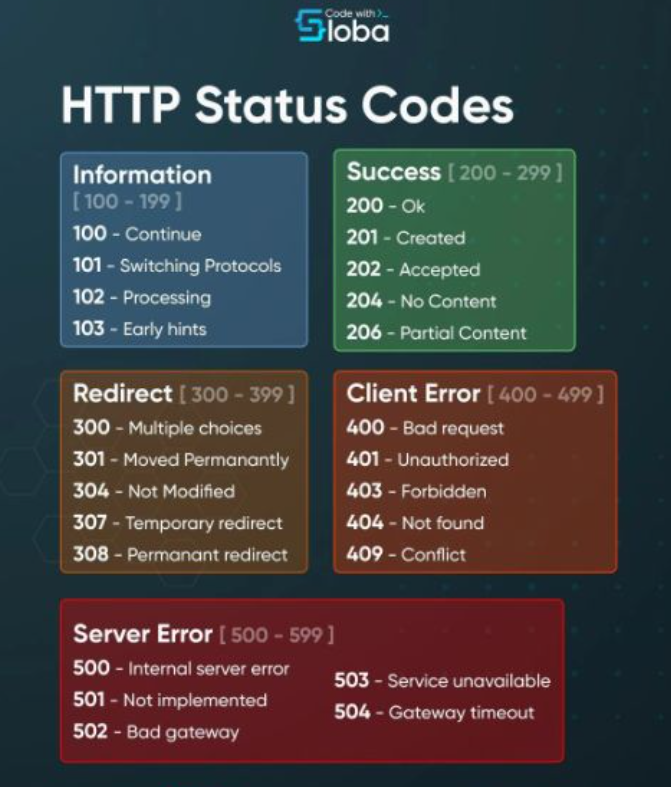 Code with >_
Sloba
HTTP Status Codes
Information
[ 100 - 199 ]
100 - Continue
101 - Switching Protocols
102 - Processing
103 - Early hints
Success [ 200 - 299 ]
200 - Ok
201 - Created
202 - Accepted
204 - No Content
206 - Partial Content
Redirect [ 300 - 399 ]
300 - Multiple choices
301 - Moved Permanantly
304 - Not Modified
307 - Temporary redirect
308 - Permanant redirect
Client Error [ 400 - 499 ]
400 - Bad request
401 - Unauthorized
403 - Forbidden
404 - Not found
409 - Conflict
Server Error [ 500 - 599 ]
500 - Internal server error
501 - Not implemented
502 - Bad gateway
503 - Service unavailable
504 - Gateway timeout